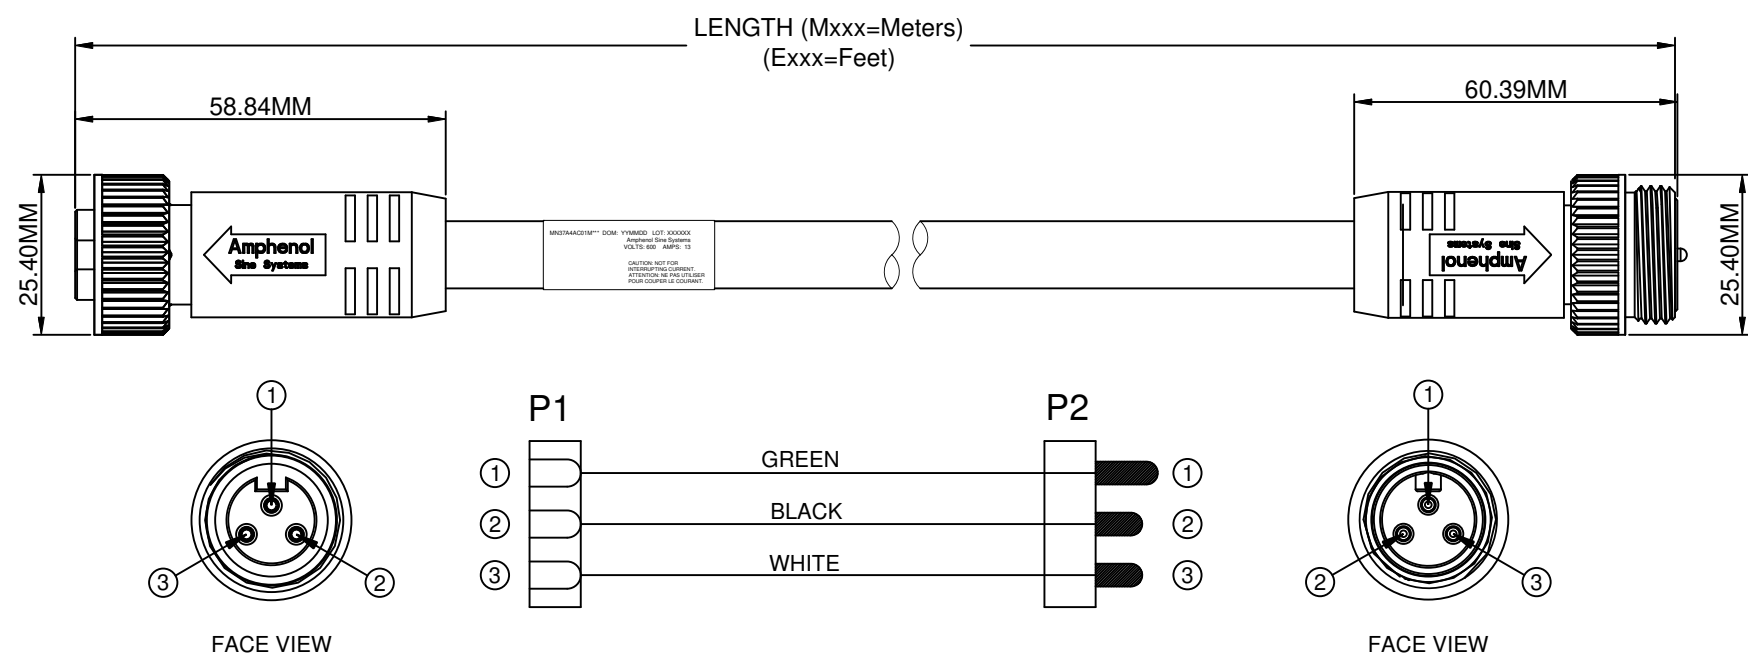 LENGTH (Mxxx=Meters)
(Exxx=Feet)
58.84MM
60.39MM
25.40MM
25.40MM
Amphenol
Sine Systems
MN37A4AC01M*** DOM: YYMMDD LOT: XXXXXX
Amphenol Sine Systems
VOLTS: 600 AMPS: 13
CAUTION: NOT FOR
INTERRUPTING CURRENT.
ATTENTION: NE PAS UTILISER
POUR COUPER LE COURANT.
Amphenol
Sine Systems
1
3
2
FACE VIEW
P1
P2
1 GREEN 1
2 BLACK 2
3 WHITE 3
1
2
3
FACE VIEW